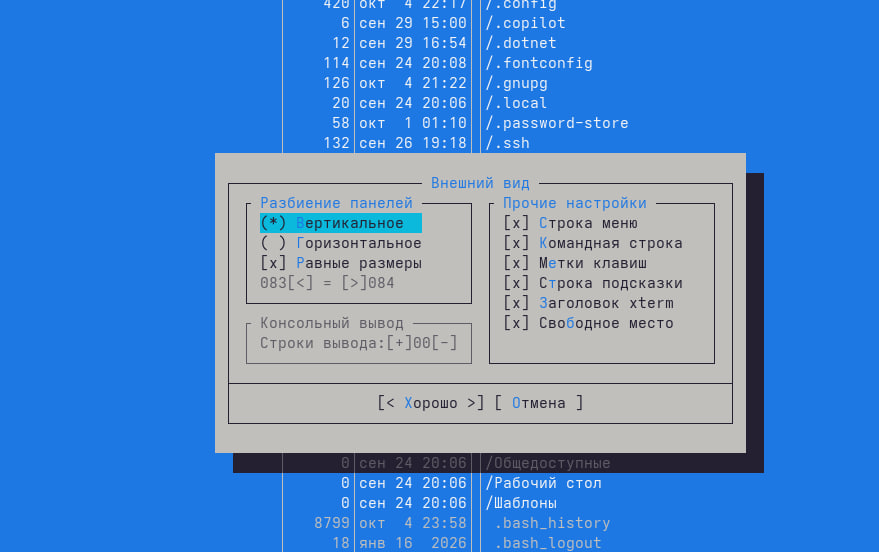 420 окт  4 22:17 /.config
6 сен 29 15:00 /.copilot
12 сен 29 16:54 /.dotnet
114 сен 24 20:08 /.fontconfig
126 окт  4 21:22 /.gnupg
20 сен 24 20:06 /.local
58 окт  1 01:10 /.password-store
132 сен 26 19:18 /.ssh
Внешний вид
Разбиение панелей
(*) Вертикальное
( ) Горизонтальное
[x] Равные размеры
083[<] = [>]084
Консольный вывод
Строки вывода:[+]00[-]
Прочие настройки
[x] Строка меню
[x] Командная строка
[x] Метки клавиш
[x] Строка подсказки
[x] Заголовок xterm
[x] Свободное место
[< Хорошо >] [ Отмена ]
0 сен 24 20:06 /Общедоступные
0 сен 24 20:06 /Рабочий стол
0 сен 24 20:06 /Шаблоны
8799 окт  4 23:58 .bash_history
18 янв 16  2026 .bash_logout